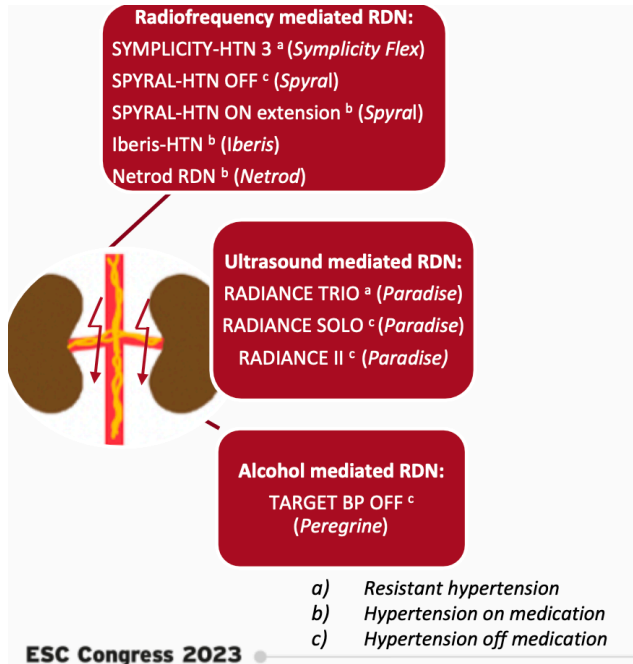 Radiofrequency mediated RDN:
SYMPLICITY-HTN 3 a (Symplicity Flex)
SPYRAL-HTN OFF c (Spyral)
SPYRAL-HTN ON extension b (Spyral)
Iberis-HTN b (Iberis)
Netrod RDN b (Netrod)
Ultrasound mediated RDN:
RADIANCE TRIO a (Paradise)
RADIANCE SOLO c (Paradise)
RADIANCE II c (Paradise)
Alcohol mediated RDN:
TARGET BP OFF c
(Peregrine)
a) Resistant hypertension
b) Hypertension on medication
c) Hypertension off medication
ESC Congress 2023